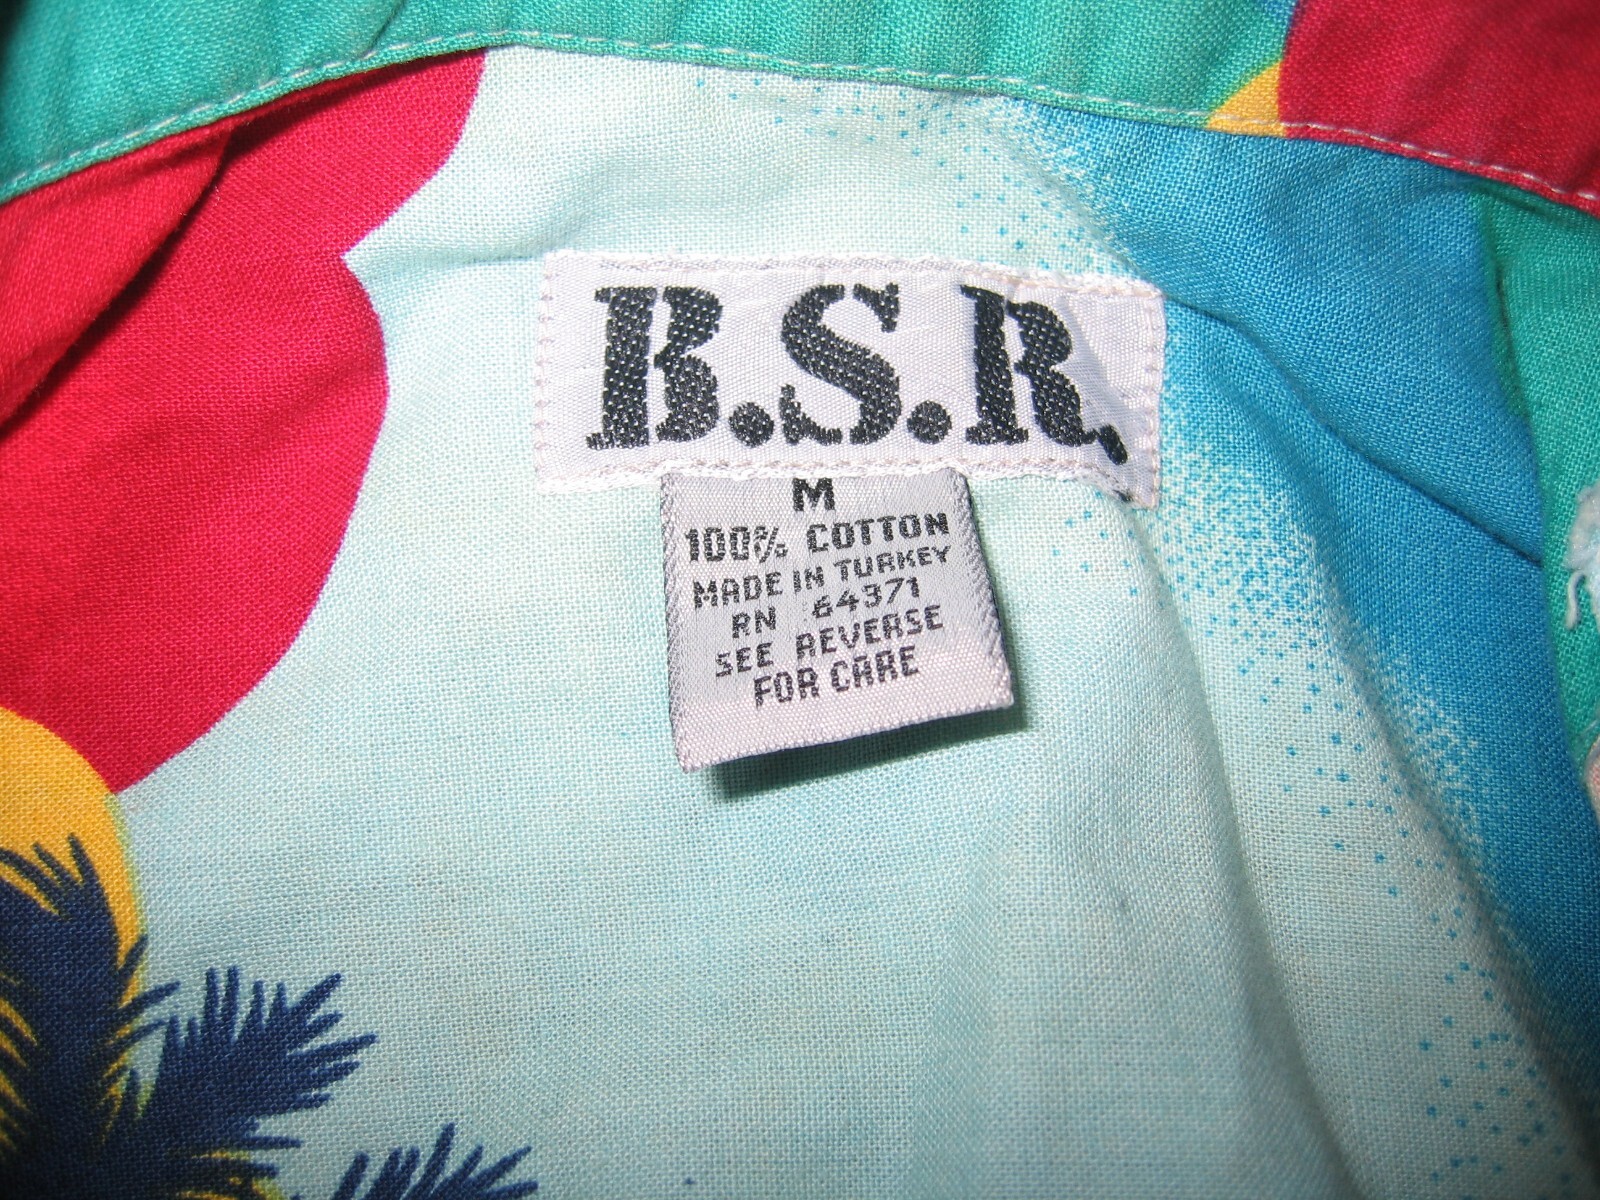 B.S.R.
M
100% COTTON
MADE IN TURKEY
RN 64371
SEE REVERSE
FOR CARE